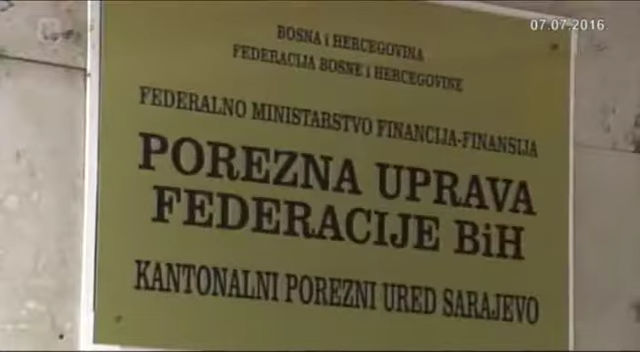 07.07.2016
BOSNA i HERCEGOVINA
FEDERACIJA BOSNE i HERCEGOVINE
FEDERALNO MINISTARSTVO FINANCIJA-FINANSIJA
POREZNA UPRAVA
FEDERACIJE BiH
KANTONALNI POREZNI URED SARAJEVO